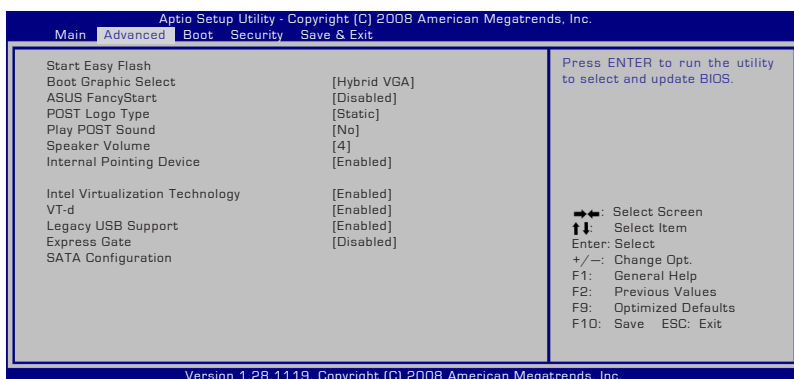 Aptio Setup Utility - Copyright (C) 2008 American Megatrends, Inc.
Main Advanced Boot Security Save & Exit
Start Easy Flash
Boot Graphic Select [Hybrid VGA]
ASUS FancyStart [Disabled]
POST Logo Type [Static]
Play POST Sound [No]
Speaker Volume [4]
Internal Pointing Device [Enabled]
Intel Virtualization Technology [Enabled]
VT-d [Enabled]
Legacy USB Support [Enabled]
Express Gate [Disabled]
SATA Configuration
Press ENTER to run the utility
to select and update BIOS.
→←: Select Screen
↑↓: Select Item
Enter: Select
+/—: Change Opt.
F1: General Help
F2: Previous Values
F9: Optimized Defaults
F10: Save ESC: Exit
Version 1.28.1119. Copyright (C) 2008 American Megatrends, Inc.